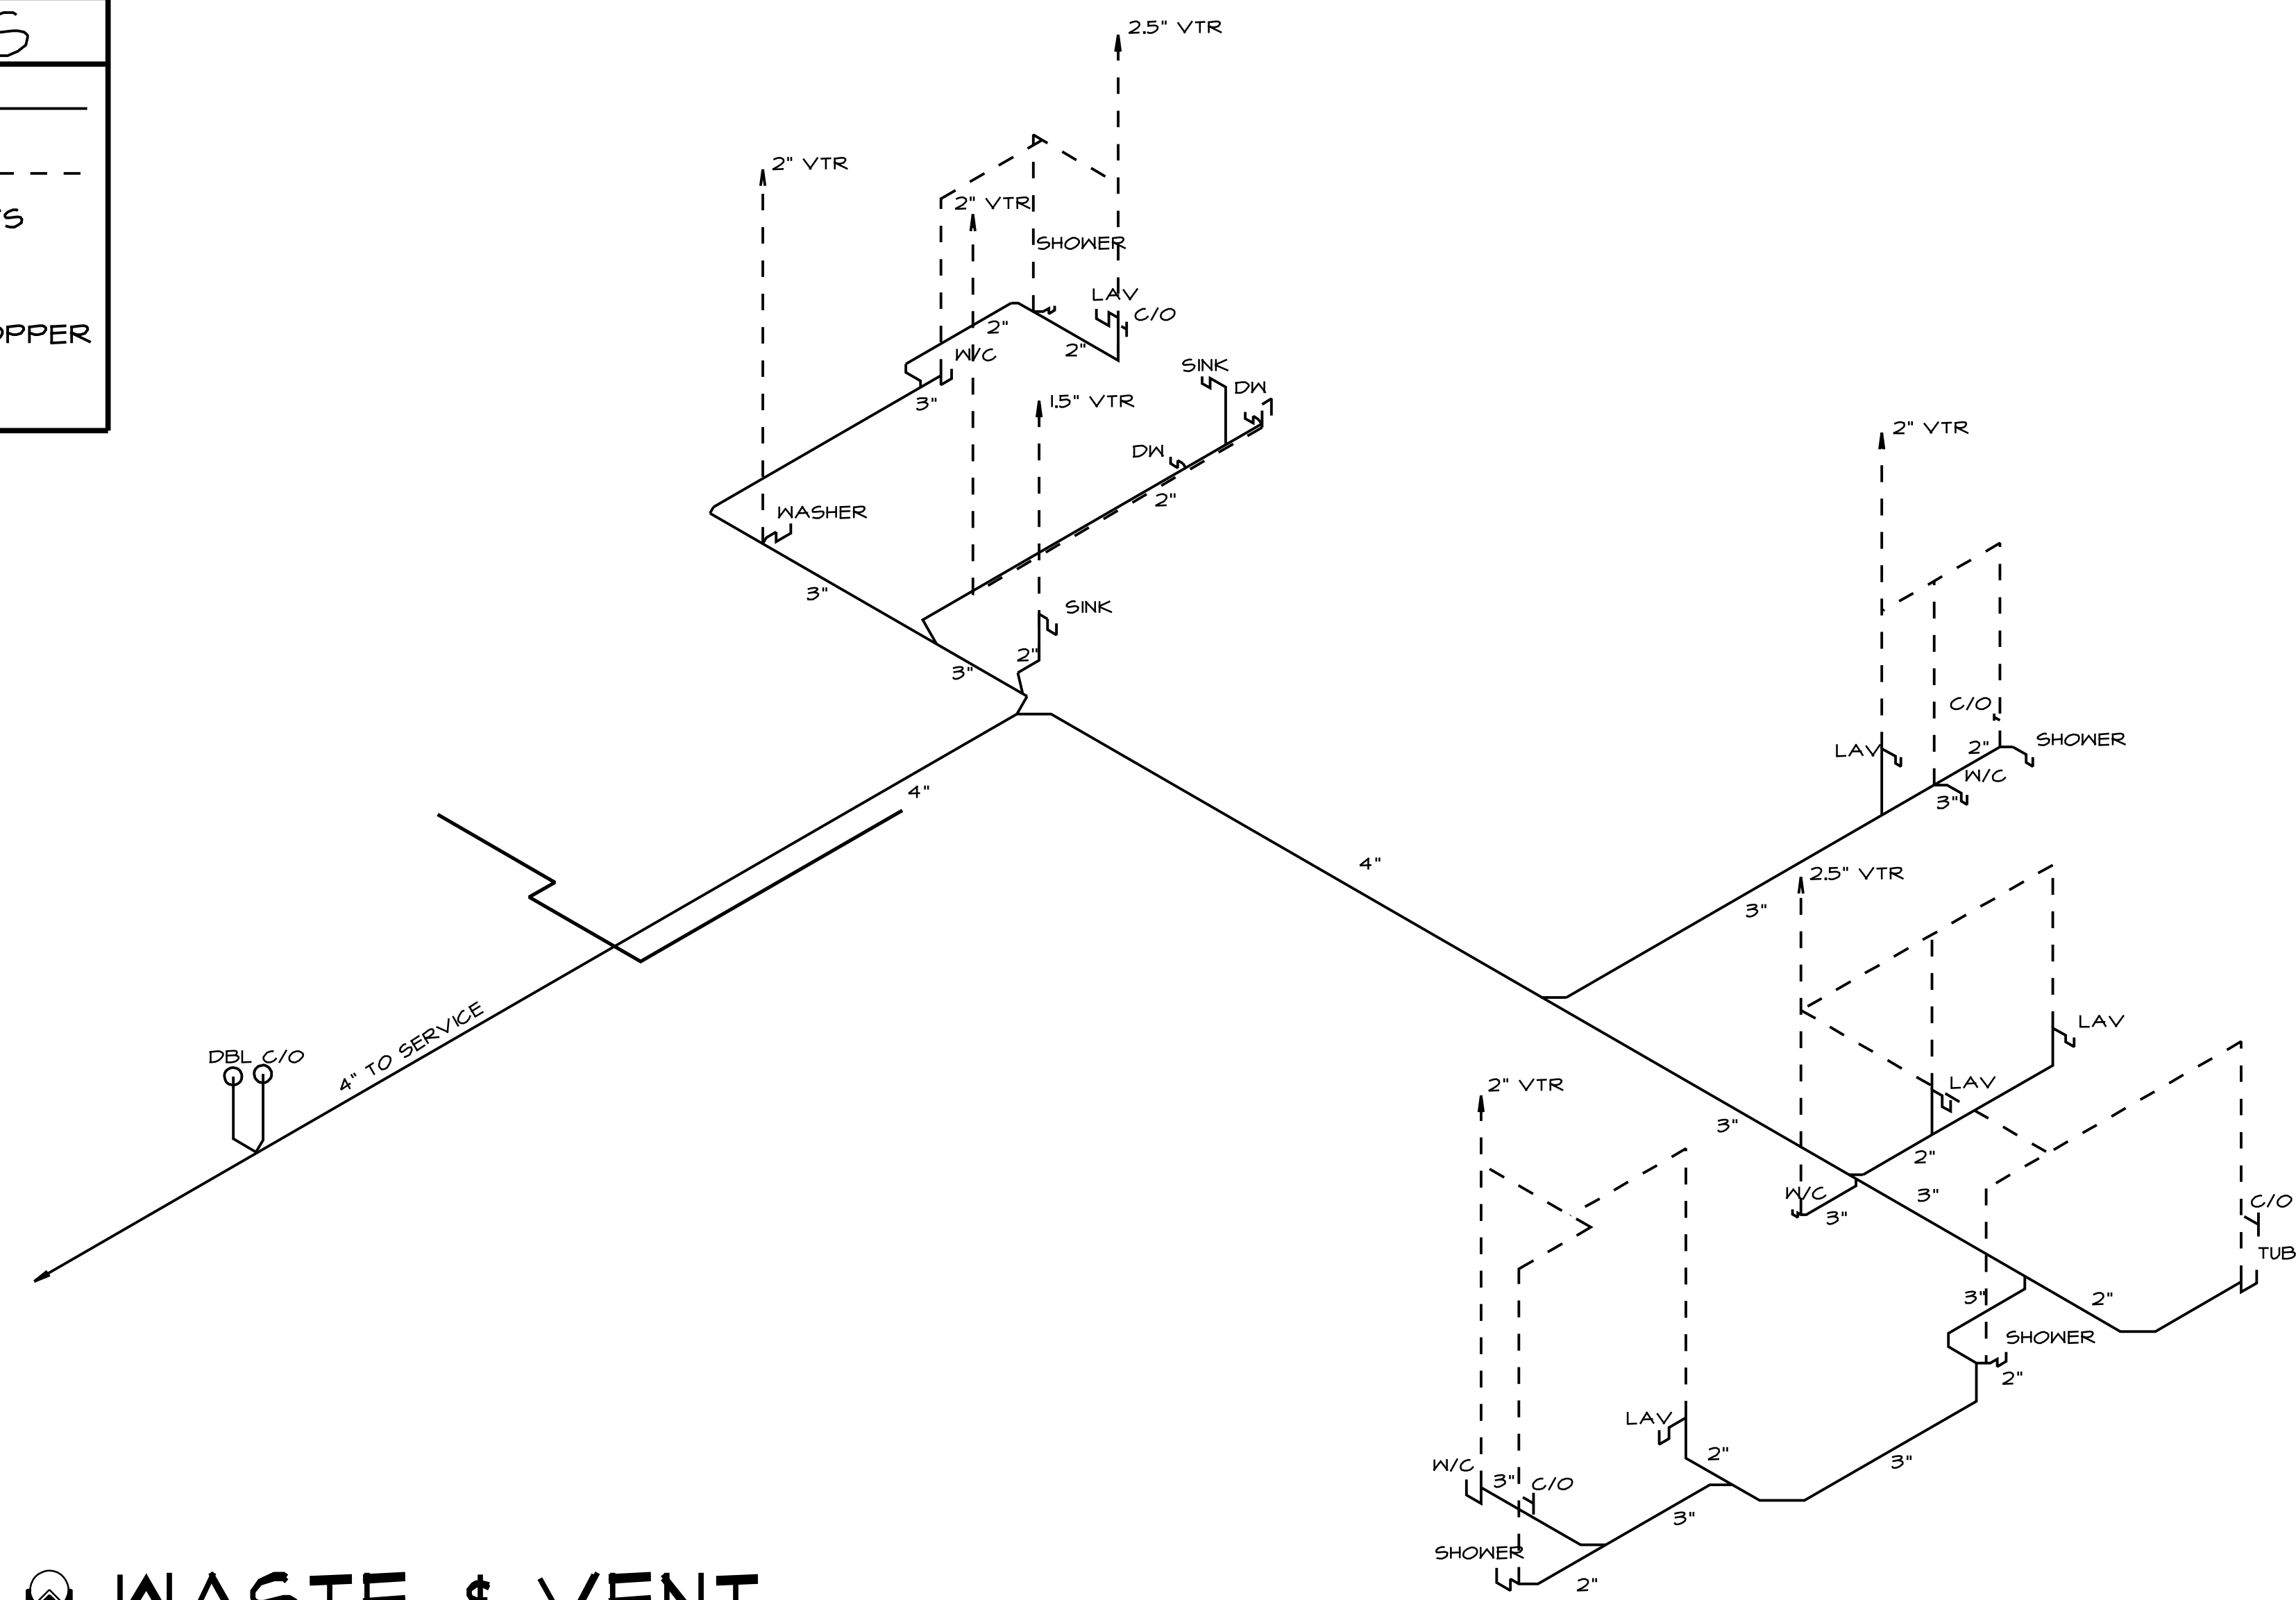 2.5" VTR
2" VTR
2" VTR
SHOWER
LAV
C/O
2"
2"
W/C
3"
SINK
DW
1.5" VTR
DW
2"
WASHER
3"
SINK
2"
3"
4"
4"
4" TO SERVICE
DBL C/O
2" VTR
C/O
LAV
2"
SHOWER
W/C
3"
3"
2.5" VTR
LAV
LAV
2"
3"
3"
W/C
3"
C/O
TUB
3"
2"
SHOWER
2"
2" VTR
LAV
2"
3"
W/C
3"
C/O
3"
SHOWER
2"
WASTE & VENT